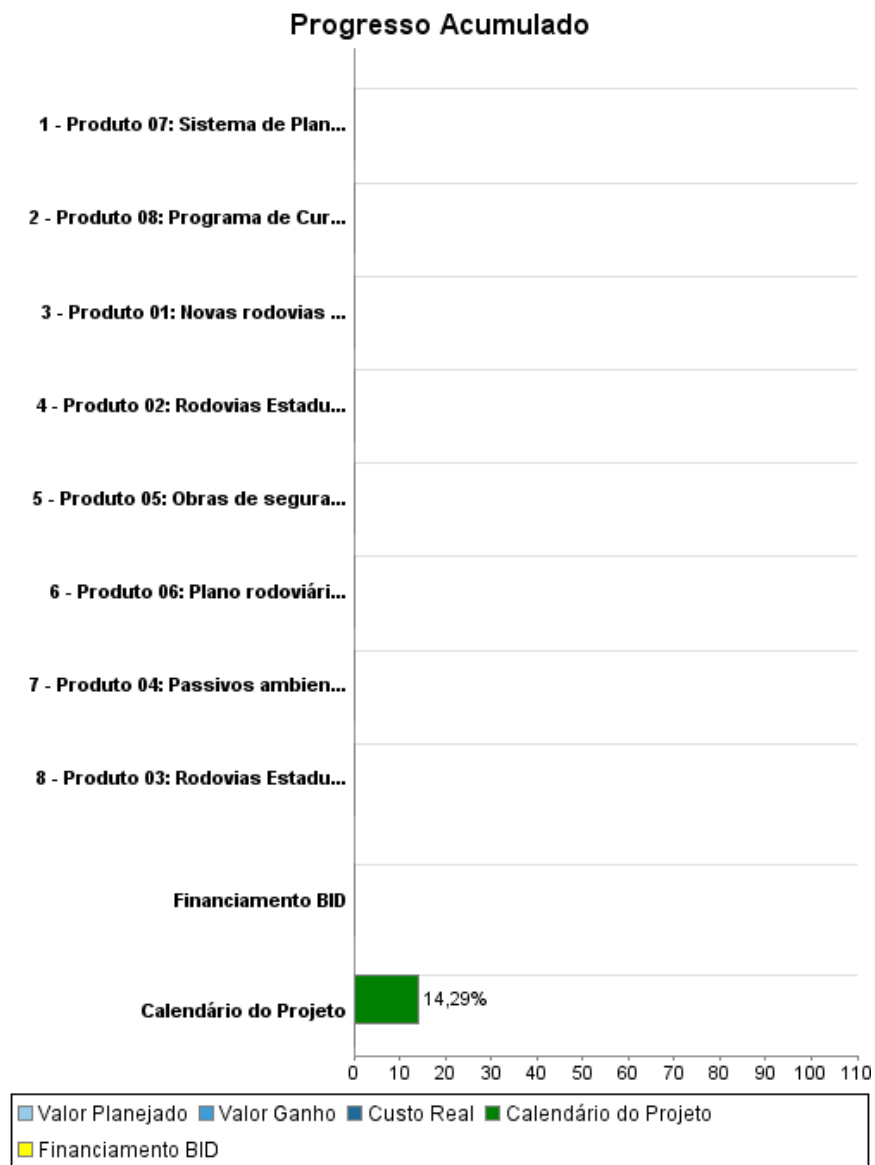 Progresso Acumulado
1 - Produto 07: Sistema de Plan...
2 - Produto 08: Programa de Cur...
3 - Produto 01: Novas rodovias ...
4 - Produto 02: Rodovias Estadu...
5 - Produto 05: Obras de segura...
6 - Produto 06: Plano rodoviári...
7 - Produto 04: Passivos ambien...
8 - Produto 03: Rodovias Estadu...
Financiamento BID
Calendário do Projeto
14,29%
0 10 20 30 40 50 60 70 80 90 100 110
Valor Planejado Valor Ganho Custo Real Calendário do Projeto
Financiamento BID